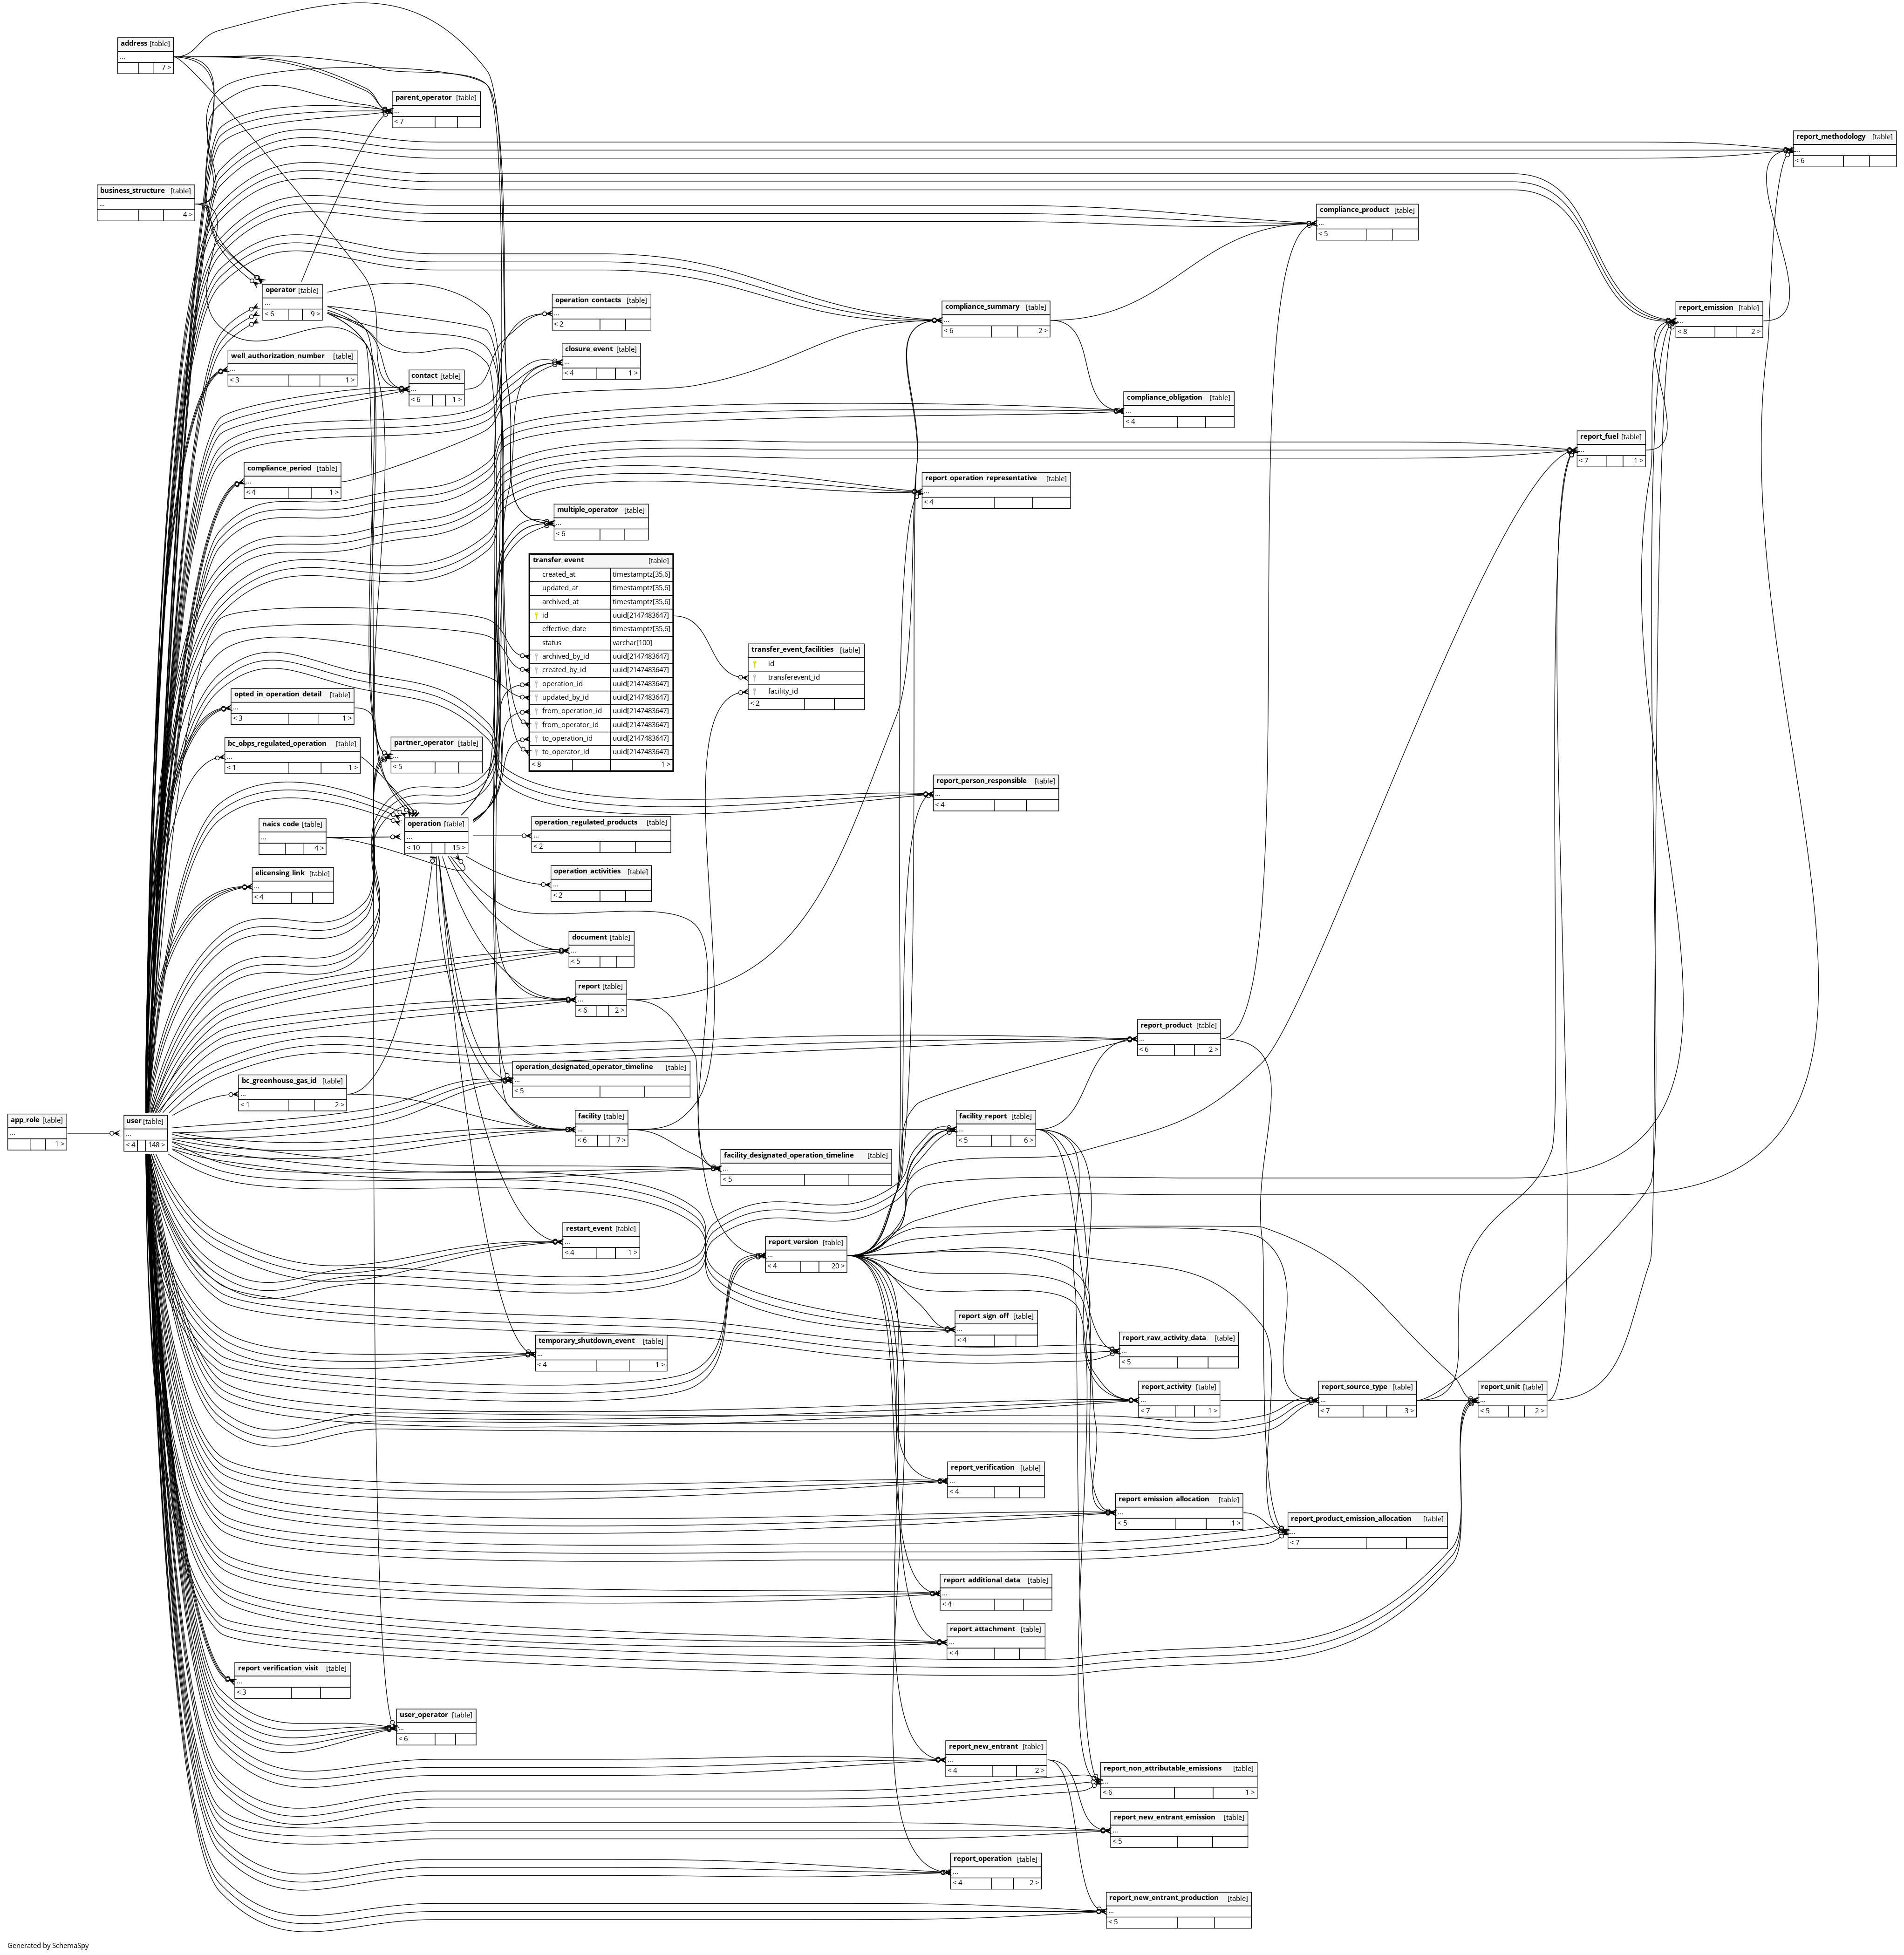 address [table]
...
7 >
parent_operator [table]
...
< 7
report_methodology [table]
...
< 6
business_structure [table]
...
4 >
compliance_product [table]
...
< 5
operator [table]
...
< 6 9 >
operation_contacts [table]
...
< 2
compliance_summary [table]
...
< 6 2 >
report_emission [table]
...
< 8 2 >
closure_event [table]
...
< 4 1 >
well_authorization_number [table]
...
< 3 1 >
contact [table]
...
< 6 1 >
compliance_obligation [table]
...
< 4
report_fuel [table]
...
< 7 1 >
compliance_period [table]
...
< 4 1 >
report_operation_representative [table]
...
< 4
multiple_operator [table]
...
< 6
transfer_event [table]
created_at timestamptz[35,6]
updated_at timestamptz[35,6]
archived_at timestamptz[35,6]
id uuid[2147483647]
effective_date timestamptz[35,6]
status varchar[100]
archived_by_id uuid[2147483647]
created_by_id uuid[2147483647]
operation_id uuid[2147483647]
updated_by_id uuid[2147483647]
from_operation_id uuid[2147483647]
from_operator_id uuid[2147483647]
to_operation_id uuid[2147483647]
to_operator_id uuid[2147483647]
< 8 1 >
transfer_event_facilities [table]
id
transferevent_id
facility_id
< 2
opted_in_operation_detail [table]
...
< 3 1 >
bc_obps_regulated_operation [table]
...
< 1 1 >
partner_operator [table]
...
< 5
report_person_responsible [table]
...
< 4
naics_code [table]
...
4 >
operation [table]
...
< 10 15 >
operation_regulated_products [table]
...
< 2
elicensing_link [table]
...
< 4
operation_activities [table]
...
< 2
document [table]
...
< 5
report [table]
...
< 6 2 >
report_product [table]
...
< 6 2 >
operation_designated_operator_timeline [table]
...
< 5
bc_greenhouse_gas_id [table]
...
< 1 2 >
app_role [table]
...
1 >
user [table]
...
< 4 148 >
facility [table]
...
< 6 7 >
facility_report [table]
...
< 5 6 >
facility_designated_operation_timeline [table]
...
< 5
restart_event [table]
...
< 4 1 >
report_version [table]
...
< 4 20 >
report_sign_off [table]
...
< 4
temporary_shutdown_event [table]
...
< 4 1 >
report_raw_activity_data [table]
...
< 5
report_activity [table]
...
< 7 1 >
report_source_type [table]
...
< 7 3 >
report_unit [table]
...
< 5 2 >
report_verification [table]
...
< 4
report_emission_allocation [table]
...
< 5 1 >
report_product_emission_allocation [table]
...
< 7
report_additional_data [table]
...
< 4
report_attachment [table]
...
< 4
report_verification_visit [table]
...
< 3
user_operator [table]
...
< 6
report_new_entrant [table]
...
< 4 2 >
report_non_attributable_emissions [table]
...
< 6 1 >
report_new_entrant_emission [table]
...
< 5
report_operation [table]
...
< 4 2 >
report_new_entrant_production [table]
...
< 5
Generated by SchemaSpy